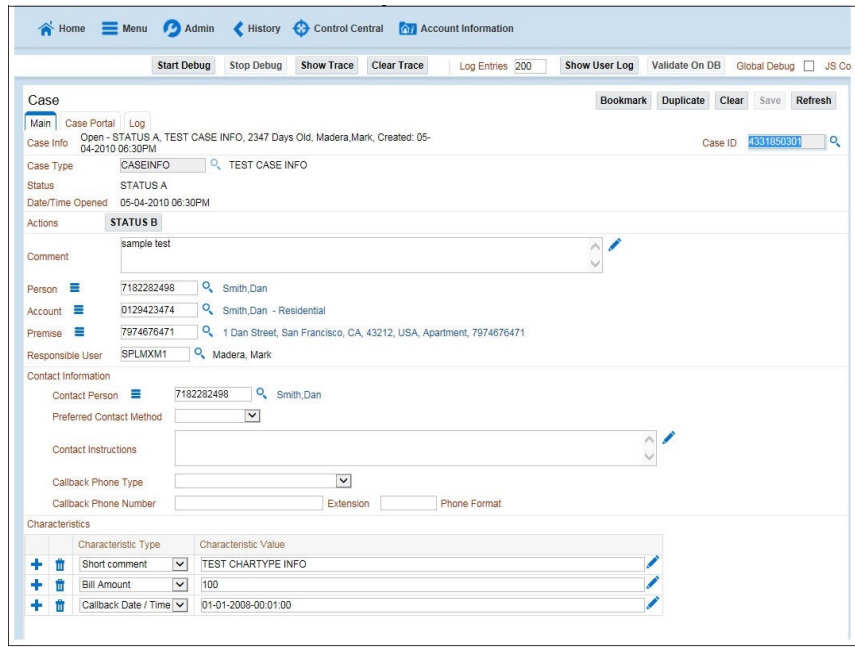 Home Menu Admin History Control Central Account Information
Start Debug Stop Debug Show Trace Clear Trace Log Entries 200 Show User Log Validate On DB Global Debug JS Co
Case Bookmark Duplicate Clear Save Refresh
Main Case Portal Log
Case Info Open - STATUS A, TEST CASE INFO, 2347 Days Old, Madera,Mark, Created: 05-
04-2010 06:30PM
Case ID 4331850301
Case Type CASEINFO TEST CASE INFO
Status STATUS A
Date/Time Opened 05-04-2010 06:30PM
Actions STATUS B
Comment sample test
Person 7182282498 Smith,Dan
Account 0129423474 Smith,Dan - Residential
Premise 7974676471 1 Dan Street, San Francisco, CA, 43212, USA, Apartment, 7974676471
Responsible User SPLMXM1 Madera, Mark
Contact Information
Contact Person 7182282498 Smith,Dan
Preferred Contact Method
Contact Instructions
Callback Phone Type
Callback Phone Number Extension Phone Format
Characteristics
Characteristic Type Characteristic Value
Short comment TEST CHARTYPE INFO
Bill Amount 100
Callback Date / Time 01-01-2008-00:01:00